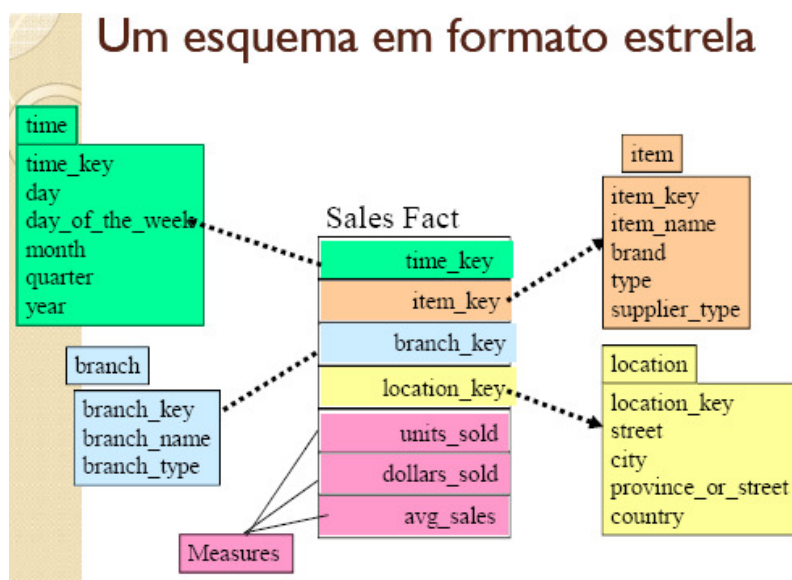 Um esquema em formato estrela
time
time_key
day
day_of_the_week
month
quarter
year
branch
branch_key
branch_name
branch_type
Sales Fact
time_key
item_key
branch_key
location_key
units_sold
dollars_sold
avg_sales
Measures
item
item_key
item_name
brand
type
supplier_type
location
location_key
street
city
province_or_street
country